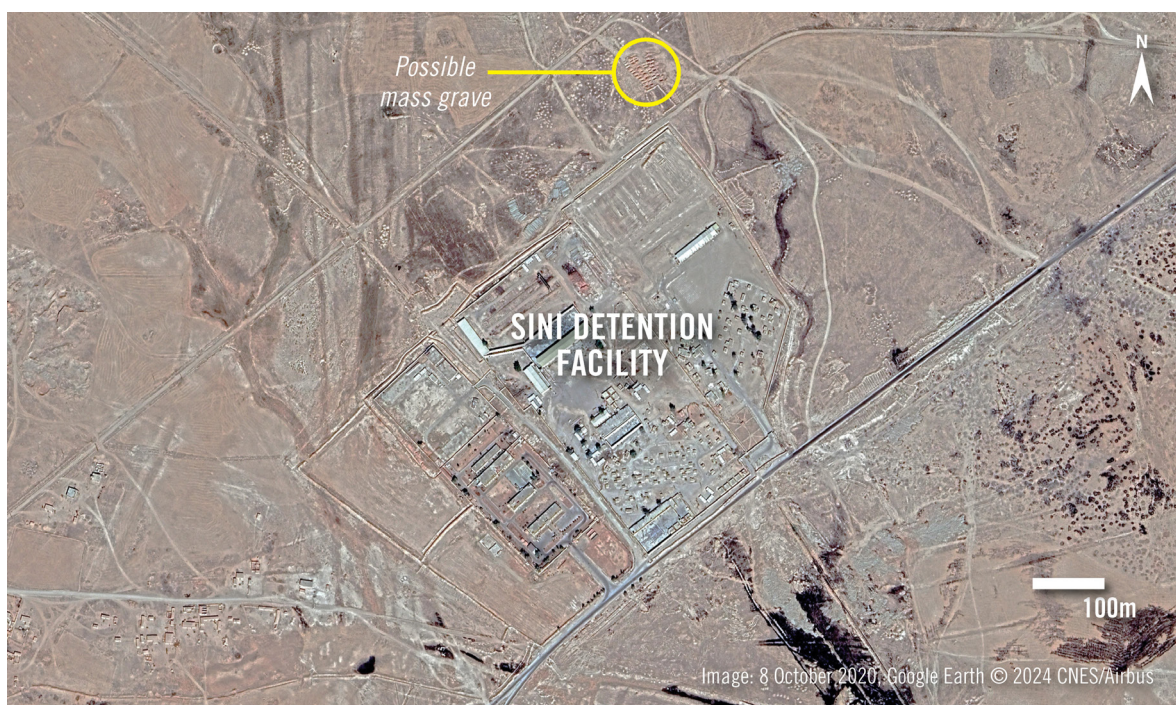 Possible
mass grave
N
SINI DETENTION
FACILITY
100m
Image: 8 October 2020, Google Earth © 2024 CNES/Airbus